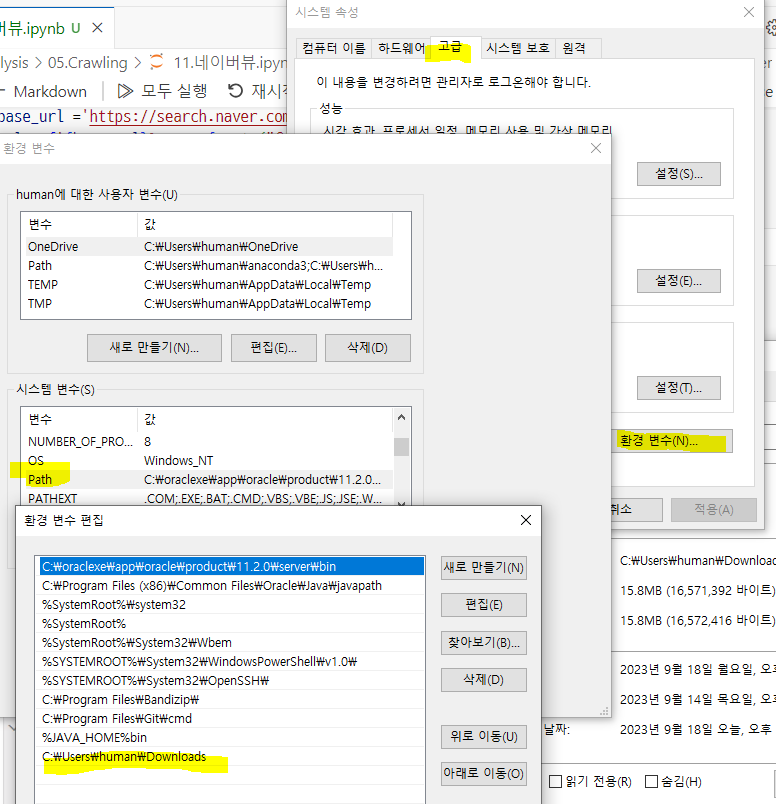 버뷰.ipynb U ×
시스템 속성
lysis > 05.Crawling > 11.네이버뷰.ipyn
Markdown 모두 실행 재시
base_url ='https://search.naver.com
컴퓨터 이름 하드웨어 고급 시스템 보호 원격
이 내용을 변경하려면 관리자로 로그온해야 합니다.
성능
시각 효과, 프로세서 일정, 메모리 사용 및 가상 메모리
설정(S)...
설정(E)...
설정(T)...
환경 변수(N)...
취소 적용(A)
환경 변수
human에 대한 사용자 변수(U)
변수 값
OneDrive C:₩Users₩human₩OneDrive
Path C:₩Users₩human₩anaconda3;C:₩Users₩h...
TEMP C:₩Users₩human₩AppData₩Local₩Temp
TMP C:₩Users₩human₩AppData₩Local₩Temp
새로 만들기(N)... 편집(E)... 삭제(D)
시스템 변수(S)
변수 값
NUMBER_OF_PRO... 8
OS Windows_NT
Path C:₩oraclexe₩app₩oracle₩product₩11.2.0...
PATHEXT .COM;.EXE;.BAT;.CMD;.VBS;.VBE;.JS;.JSE;.W...
환경 변수 편집
C:₩oraclexe₩app₩oracle₩product₩11.2.0₩server₩bin
C:₩Program Files (x86)₩Common Files₩Oracle₩Java₩javapath
%SystemRoot%₩system32
%SystemRoot%
%SystemRoot%₩System32₩Wbem
%SYSTEMROOT%₩System32₩WindowsPowerShell₩v1.0₩
%SYSTEMROOT%₩System32₩OpenSSH₩
C:₩Program Files₩Bandizip₩
C:₩Program Files₩Git₩cmd
%JAVA_HOME%bin
C:₩Users₩human₩Downloads
새로 만들기(N)
편집(E)
찾아보기(B)...
삭제(D)
위로 이동(U)
아래로 이동(O)
C:₩Users₩human₩Download
15.8MB (16,571,392 바이트)
15.8MB (16,572,416 바이트)
2023년 9월 18일 월요일, 오후
2023년 9월 14일 목요일, 오
날짜: 2023년 9월 18일 오늘, 오후
읽기 전용(R) 숨김(H)